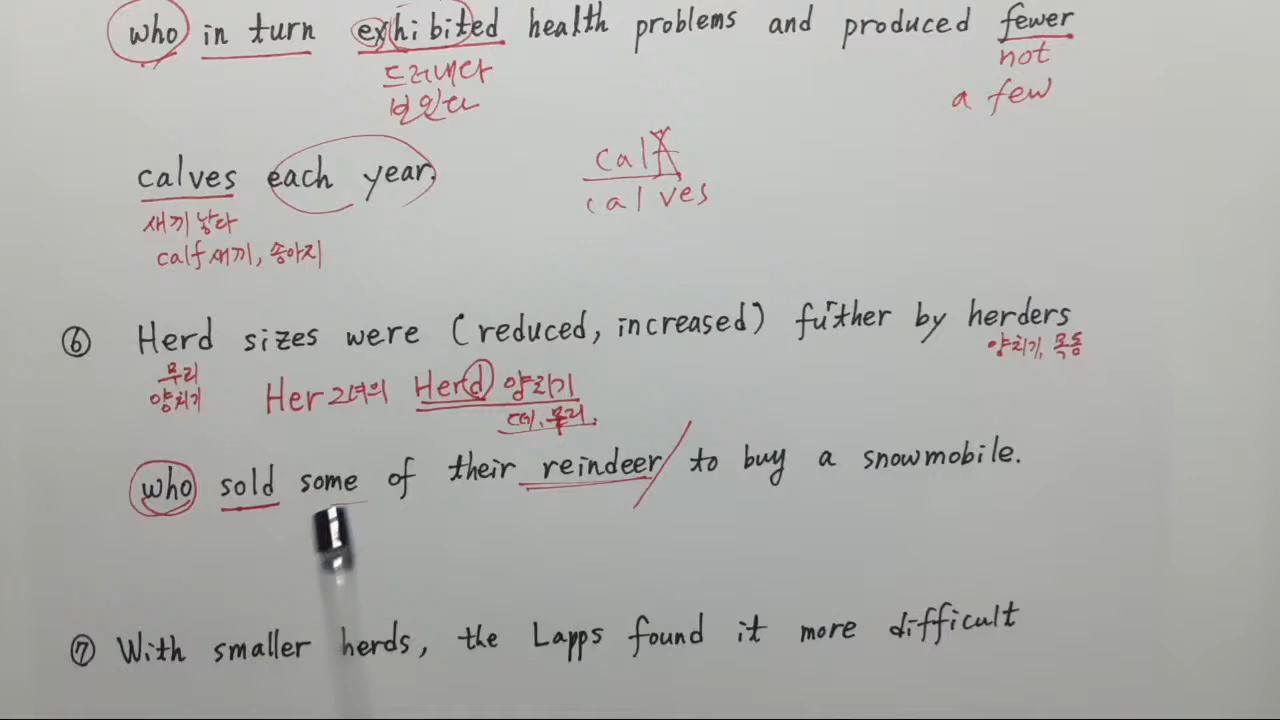 who in turn exhibited health problems and produced fewer
드러내다
보인다
not
a few
calves each year.
calf
calves
새끼 낳다
calf 새끼, 송아지
⑥ Herd sizes were (reduced, increased) further by herders
무리
양치기
양치기, 목동
Her 그녀의 Herd 양치기
떼, 무리.
who sold some of their reindeer / to buy a snowmobile.
⑦ With smaller herds, the Lapps found it more difficult